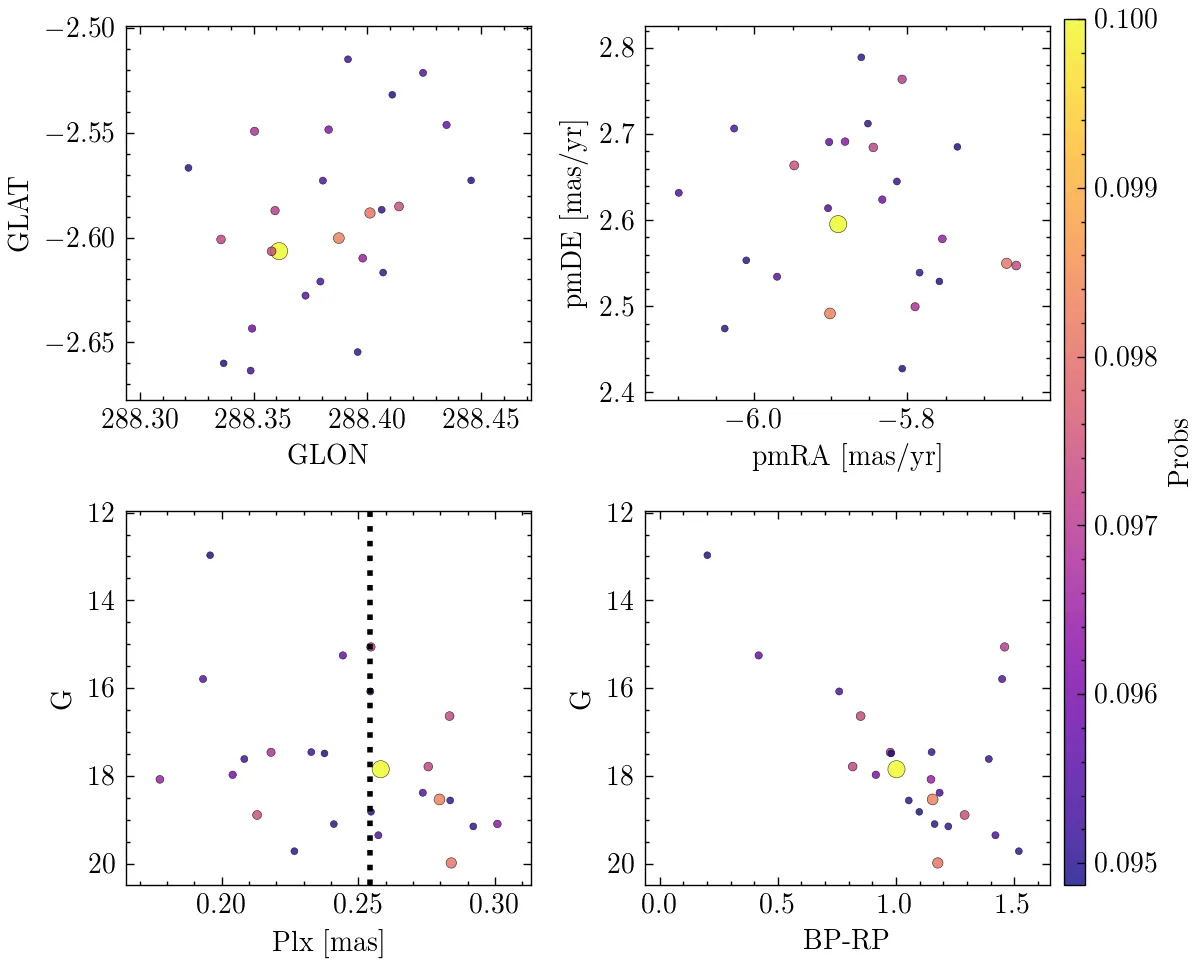 −2.50
−2.55
−2.60
−2.65
GLAT
288.30 288.35 288.40 288.45
GLON
2.8
2.7
2.6
2.5
2.4
pmDE [mas/yr]
−6.0 −5.8
pmRA [mas/yr]
12
14
16
18
20
G
0.20 0.25 0.30
Plx [mas]
12
14
16
18
20
G
0.0 0.5 1.0 1.5
BP-RP
0.100
0.099
0.098
0.097
0.096
0.095
Probs